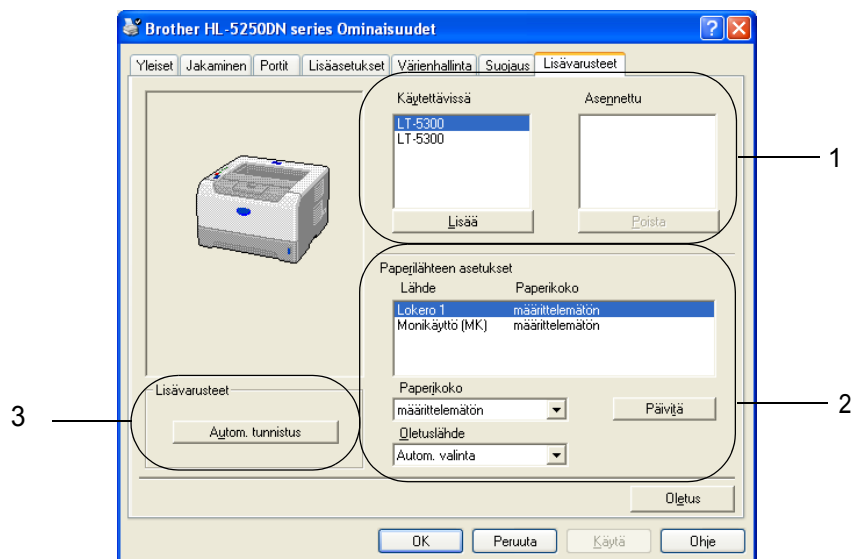 Brother HL-5250DN series Ominaisuudet
Yleiset Jakaminen Portit Lisäasetukset Värienhallinta Suojaus Lisävarusteet
Käytettävissä Asennettu
LT-5300
LT-5300
1
Lisää Poista
Paperilähteen asetukset
Lähde Paperikoko
Lokero 1 määrittelemätön
Monikäyttö (MK) määrittelemätön
Paperikoko
määrittelemätön Päivitä
2
Oletuslähde
Autom. valinta
Lisävarusteet
3
Autom. tunnistus
Oletus
OK Peruuta Käytä Ohje